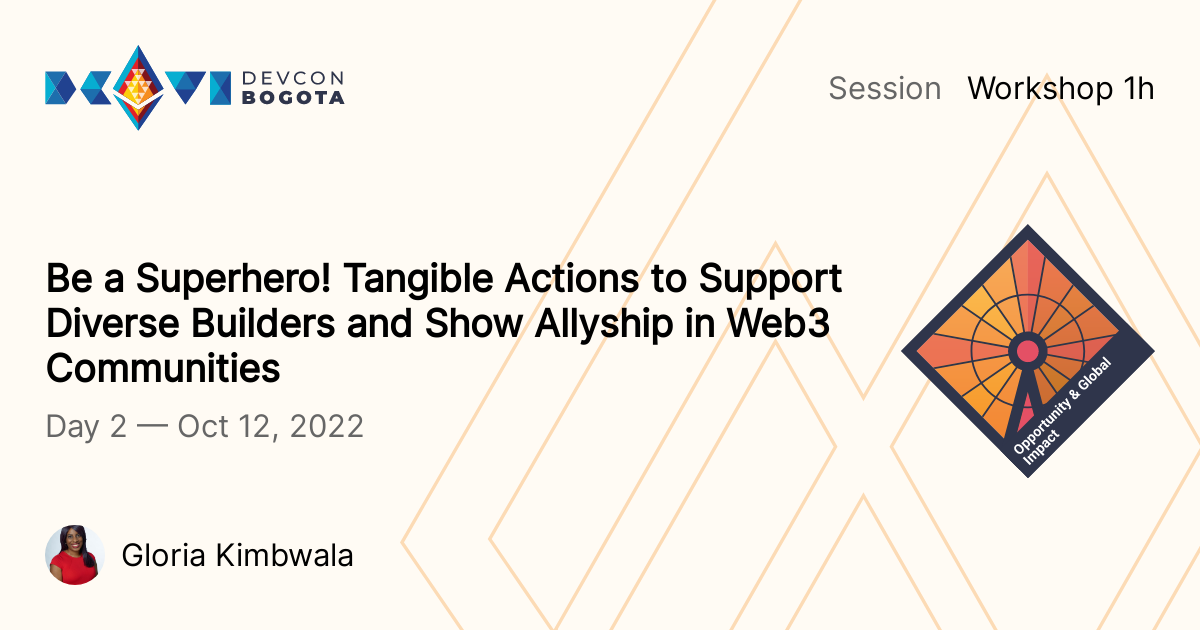 DEVCON
BOGOTA
Session Workshop 1h
Be a Superhero! Tangible Actions to Support
Diverse Builders and Show Allyship in Web3
Communities
Day 2 — Oct 12, 2022
Opportunity & Global
Impact
Gloria Kimbwala